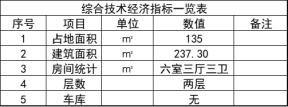 综合技术经济指标一览表
序号 项目 单位 数值 备注
1 占地面积 ㎡ 135
2 建筑面积 ㎡ 237.30
3 房间统计 ㎡ 六室三厅三卫
4 层数 两层
5 车库 无